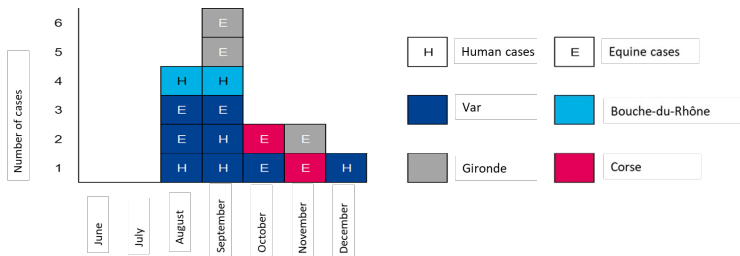 6 E
5 E
4 H H
3 E E
2 E H E E
1 H H E E H
Number of cases
June
July
August
September
October
November
December
H Human cases
E Equine cases
Var
Bouche-du-Rhône
Gironde
Corse